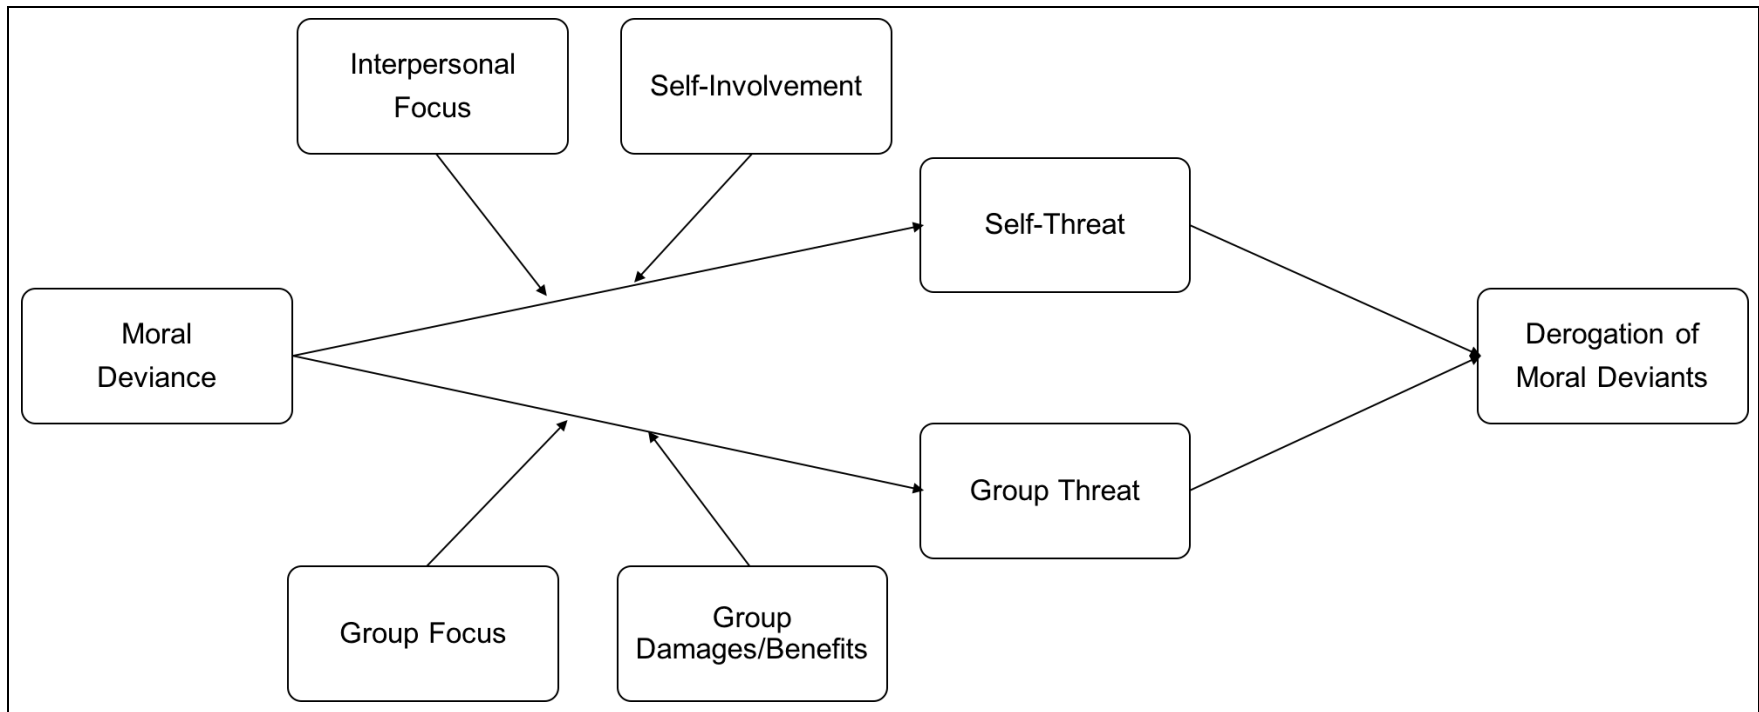 Interpersonal
Focus
Self-Involvement
Self-Threat
Moral
Deviance
Derogation of
Moral Deviants
Group Threat
Group Focus
Group
Damages/Benefits